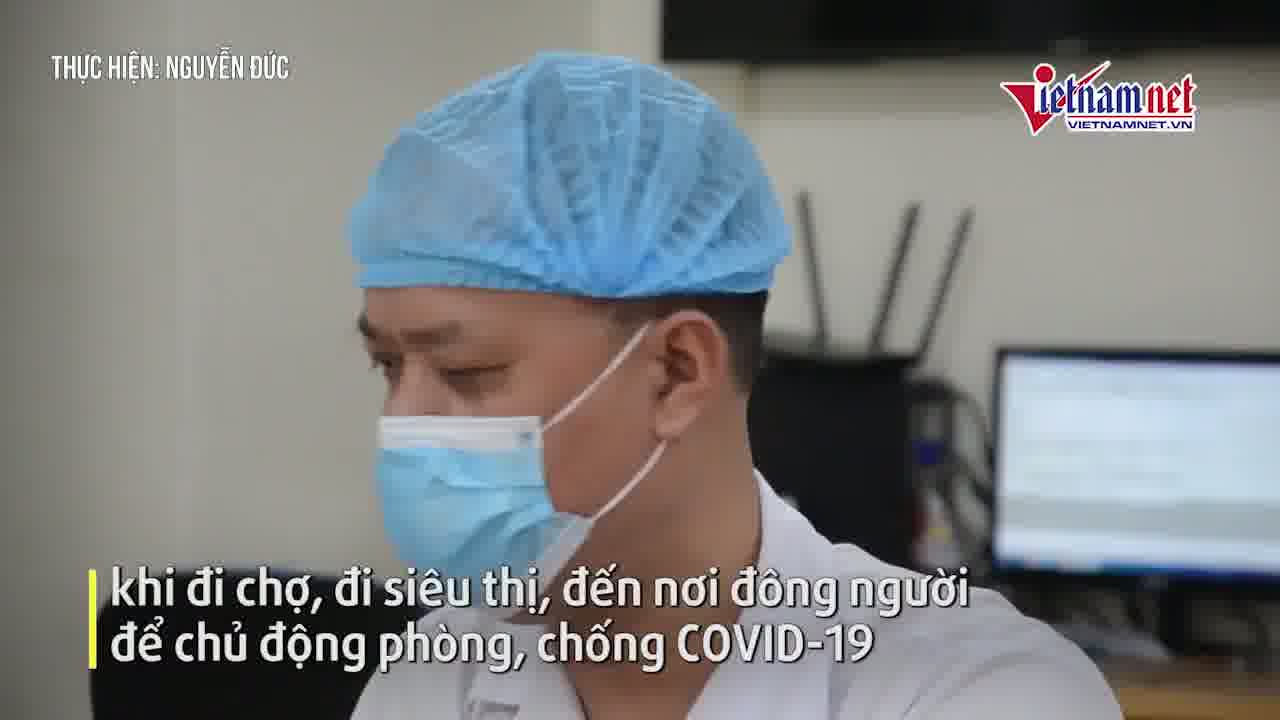 THỰC HIỆN: NGUYỄN ĐỨC
Vietnamnet
VIETNAMNET.VN
khi đi chợ, đi siêu thị, đến nơi đông người
để chủ động phòng, chống COVID-19